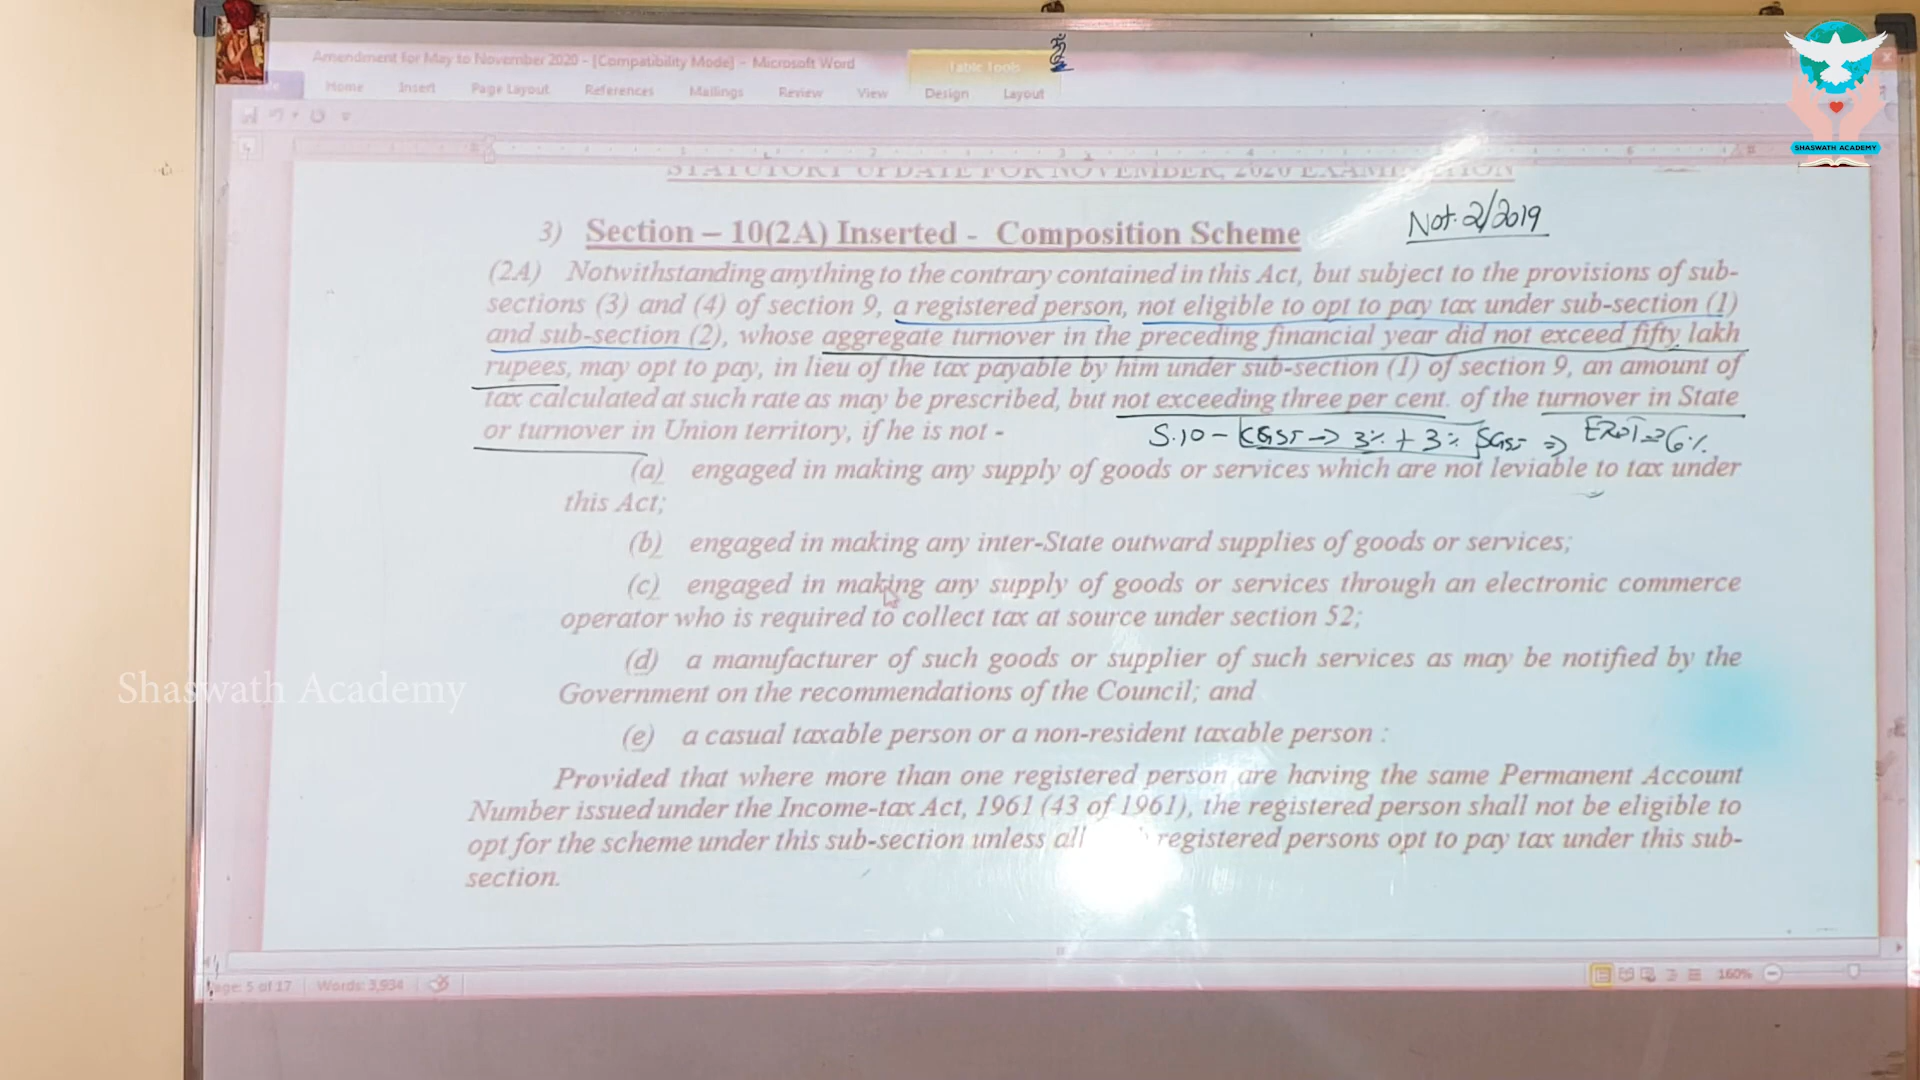 Amendment for May to November 2020 - [Compatibility Mode] - Microsoft Word
Table Tools
Home Insert Page Layout References Mailings Review View Design Layout
SHASWATH ACADEMY
STATUTORY UPDATE FOR NOVEMBER, 2020 EXAMINATION
3) Section – 10(2A) Inserted - Composition Scheme
Not. 2/2019
(2A) Notwithstanding anything to the contrary contained in this Act, but subject to the provisions of sub-
sections (3) and (4) of section 9, a registered person, not eligible to opt to pay tax under sub-section (1)
and sub-section (2), whose aggregate turnover in the preceding financial year did not exceed fifty lakh
rupees, may opt to pay, in lieu of the tax payable by him under sub-section (1) of section 9, an amount of
tax calculated at such rate as may be prescribed, but not exceeding three per cent. of the turnover in State
or turnover in Union territory, if he is not -
S.10 - CGST → 3% + 3% SGST ⇒ 6%
(a) engaged in making any supply of goods or services which are not leviable to tax under
this Act;
(b) engaged in making any inter-State outward supplies of goods or services;
(c) engaged in making any supply of goods or services through an electronic commerce
operator who is required to collect tax at source under section 52;
(d) a manufacturer of such goods or supplier of such services as may be notified by the
Government on the recommendations of the Council; and
Shaswath Academy
(e) a casual taxable person or a non-resident taxable person :
Provided that where more than one registered person are having the same Permanent Account
Number issued under the Income-tax Act, 1961 (43 of 1961), the registered person shall not be eligible to
opt for the scheme under this sub-section unless all registered persons opt to pay tax under this sub-
section.
Page: 5 of 17 Words: 3,934 160%